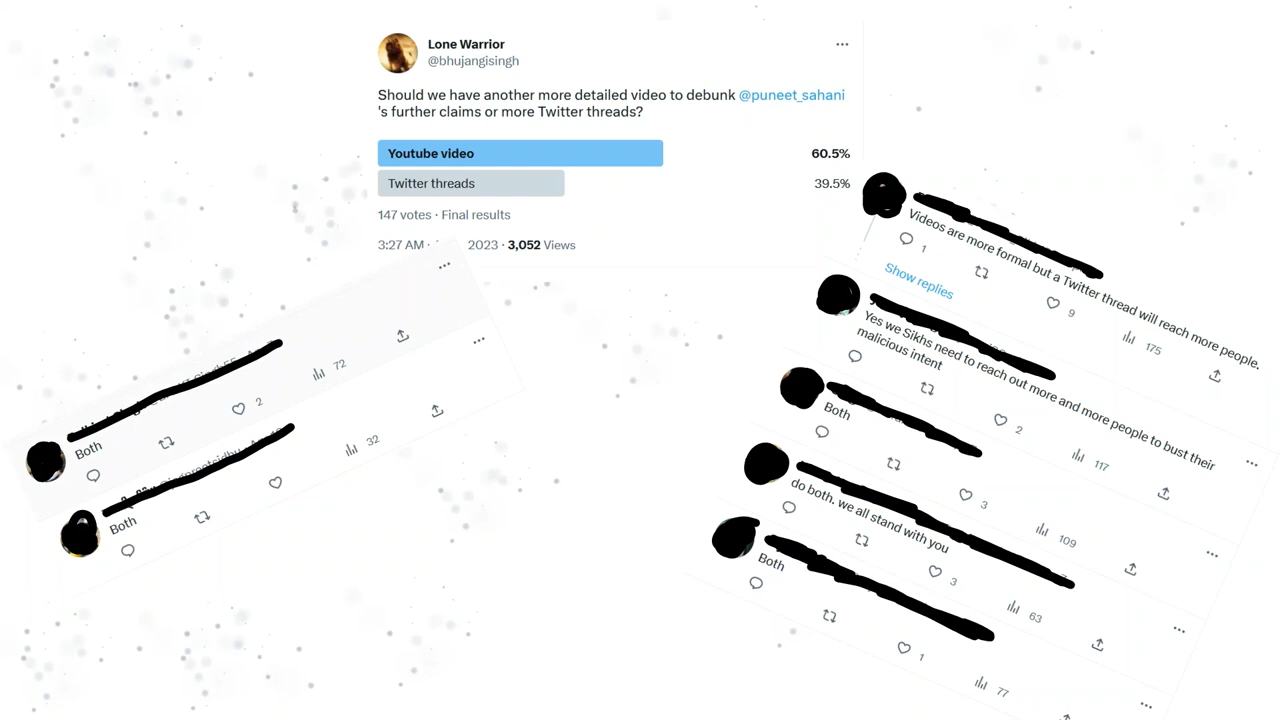 Lone Warrior
@bhujangisingh
Should we have another more detailed video to debunk @puneet_sahani
's further claims or more Twitter threads?
Youtube video
60.5%
Twitter threads
39.5%
147 votes · Final results
3:27 AM ·
2023 · 3,052 Views
Both
2
72
Both
32
Videos are more formal but a Twitter thread will reach more people.
1
9
175
Show replies
Yes we Sikhs need to reach out more and more people to bust their
malicious intent
2
117
Both
3
109
do both. we all stand with you
3
63
Both
1
77